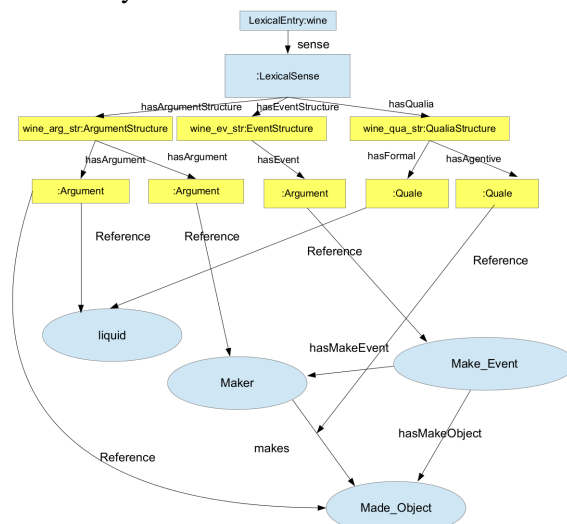 LexicalEntry:wine
sense
:LexicalSense
hasArgumentStructure
hasEventStructure
hasQualia
wine_arg_str:ArgumentStructure
wine_ev_str:EventStructure
wine_qua_str:QualiaStructure
hasArgument
hasArgument
hasEvent
hasFormal
hasAgentive
:Argument
:Argument
:Argument
:Quale
:Quale
Reference
Reference
Reference
Reference
liquid
Maker
hasMakeEvent
Make_Event
makes
hasMakeObject
Reference
Made_Object